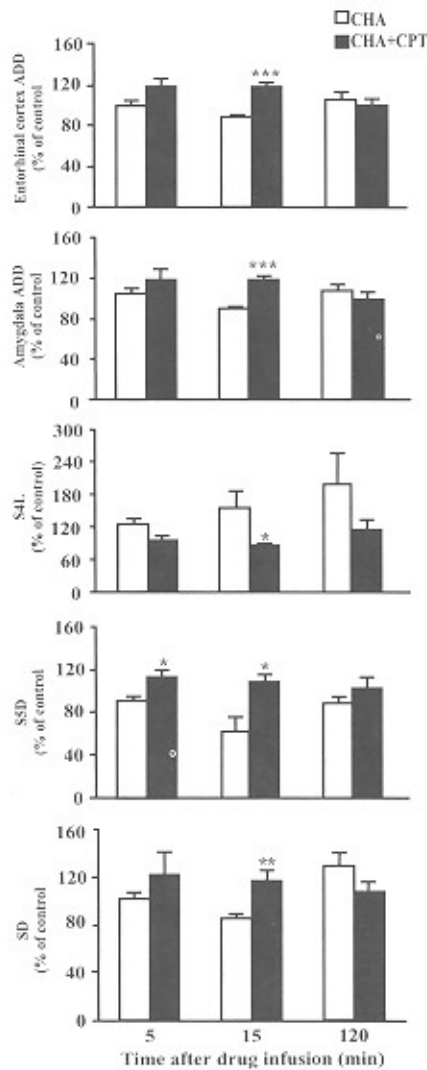 CHA
CHA+CPT
Entorhinal cortex ADD
(% of control)
160
120
80
40
0
***
Amygdala ADD
(% of control
160
120
80
40
0
***
S4L
(% of control)
300
240
180
120
60
0
*
S5D
(% of control
160
120
80
40
0
*
*
SD
(% of control)
160
120
80
40
0
**
5 15 120
Time after drug infusion (min)